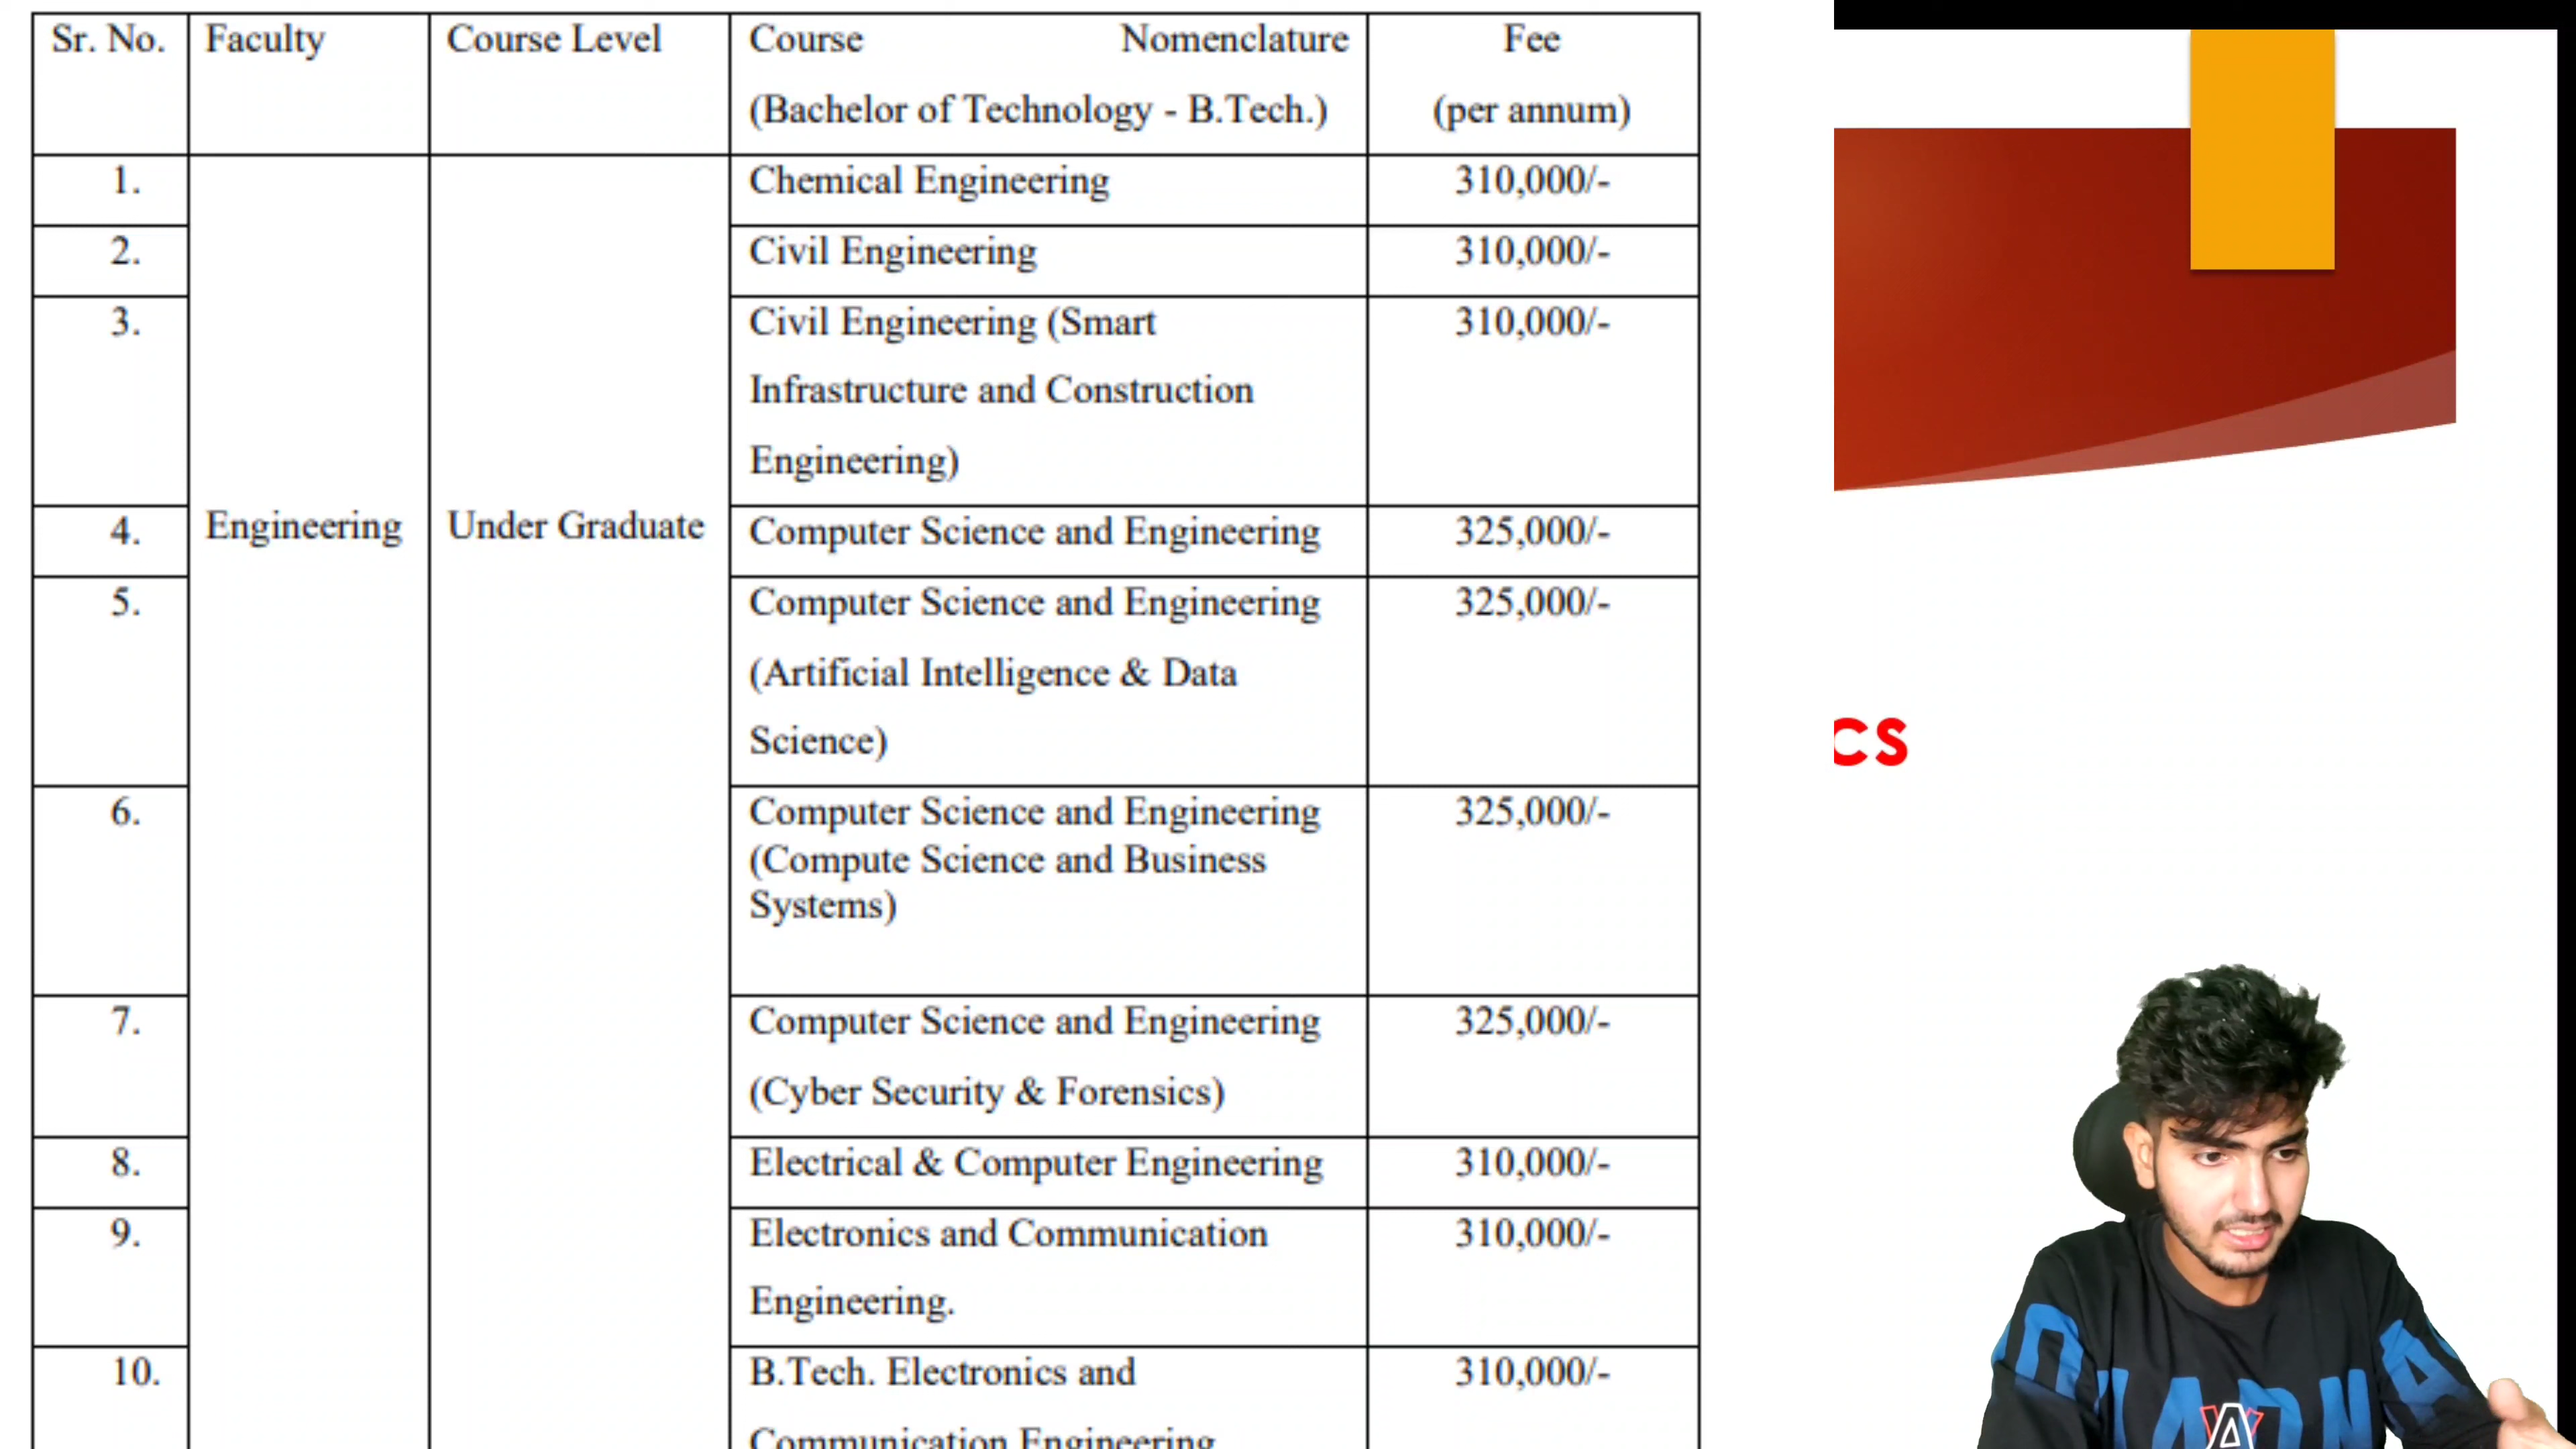 Sr. No. Faculty Course Level Course Nomenclature Fee
(Bachelor of Technology - B.Tech.) (per annum)
1. Chemical Engineering 310,000/-
2. Civil Engineering 310,000/-
3. Civil Engineering (Smart 310,000/-
Infrastructure and Construction
Engineering)
4. Engineering Under Graduate Computer Science and Engineering 325,000/-
5. Computer Science and Engineering 325,000/-
(Artificial Intelligence & Data
Science)
CS
6. Computer Science and Engineering 325,000/-
(Compute Science and Business
Systems)
7. Computer Science and Engineering 325,000/-
(Cyber Security & Forensics)
8. Electrical & Computer Engineering 310,000/-
9. Electronics and Communication 310,000/-
Engineering.
10. B.Tech. Electronics and 310,000/-
Communication Engineering